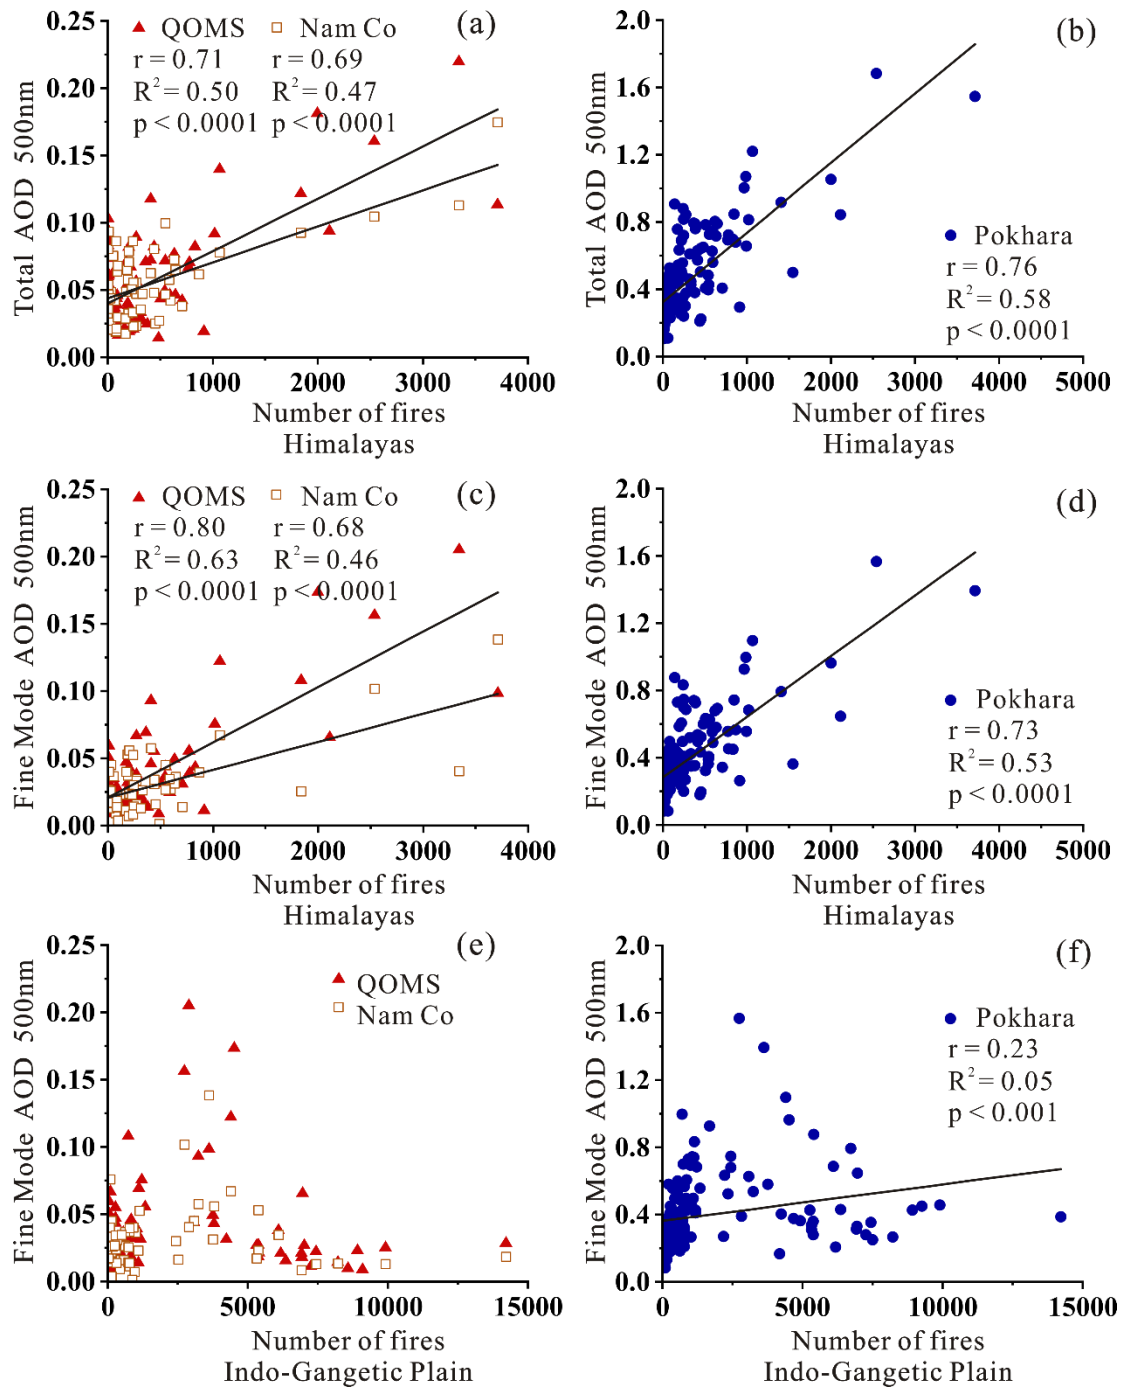 (a)
QOMS Nam Co
r = 0.71 r = 0.69
R² = 0.50 R² = 0.47
p < 0.0001 p < 0.0001
Total AOD 500nm
0.25
0.20
0.15
0.10
0.05
0.00
0 1000 2000 3000 4000
Number of fires
Himalayas
(b)
Pokhara
r = 0.76
R² = 0.58
p < 0.0001
Total AOD 500nm
2.0
1.6
1.2
0.8
0.4
0.0
0 1000 2000 3000 4000 5000
Number of fires
Himalayas
(c)
QOMS Nam Co
r = 0.80 r = 0.68
R² = 0.63 R² = 0.46
p < 0.0001 p < 0.0001
Fine Mode AOD 500nm
0.25
0.20
0.15
0.10
0.05
0.00
0 1000 2000 3000 4000
Number of fires
Himalayas
(d)
Pokhara
r = 0.73
R² = 0.53
p < 0.0001
Fine Mode AOD 500nm
2.0
1.6
1.2
0.8
0.4
0.0
0 1000 2000 3000 4000 5000
Number of fires
Himalayas
(e)
QOMS
Nam Co
Fine Mode AOD 500nm
0.25
0.20
0.15
0.10
0.05
0.00
0 5000 10000 15000
Number of fires
Indo-Gangetic Plain
(f)
Pokhara
r = 0.23
R² = 0.05
p < 0.001
Fine Mode AOD 500nm
2.0
1.6
1.2
0.8
0.4
0.0
0 5000 10000 15000
Number of fires
Indo-Gangetic Plain